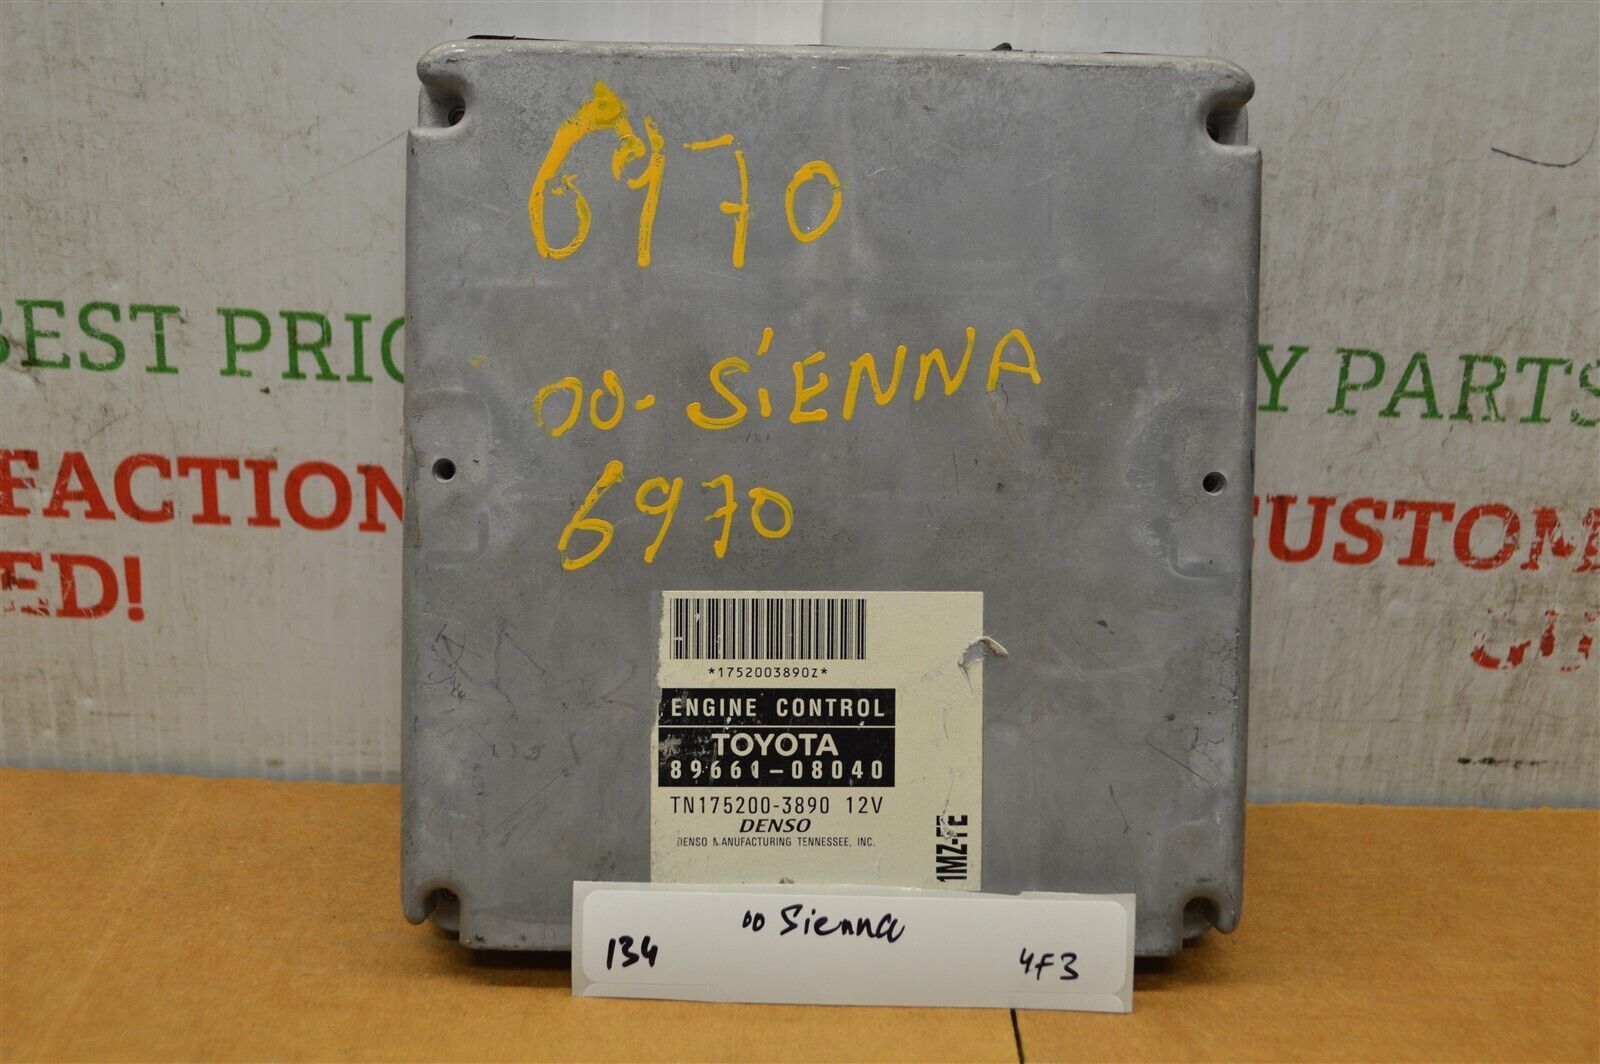 6970
00-SiENNA
6970
BEST PRIC
Y PARTS
FACTION
CUSTOM
ED!
*1752003890Z*
ENGINE CONTROL
TOYOTA
89661-08040
TN175200-3890 12V
DENSO
DENSO MANUFACTURING TENNESSEE, INC.
1MZ-FE
00 Sienna
134
4F3